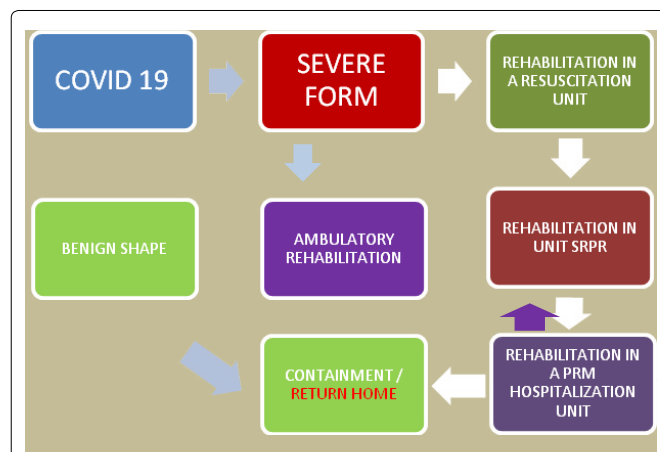 COVID 19
SEVERE
FORM
REHABILITATION IN
A RESUSCITATION
UNIT
BENIGN SHAPE
AMBULATORY
REHABILITATION
REHABILITATION IN
UNIT SRPR
CONTAINMENT /
RETURN HOME
REHABILITATION IN
A PRM
HOSPITALIZATION
UNIT